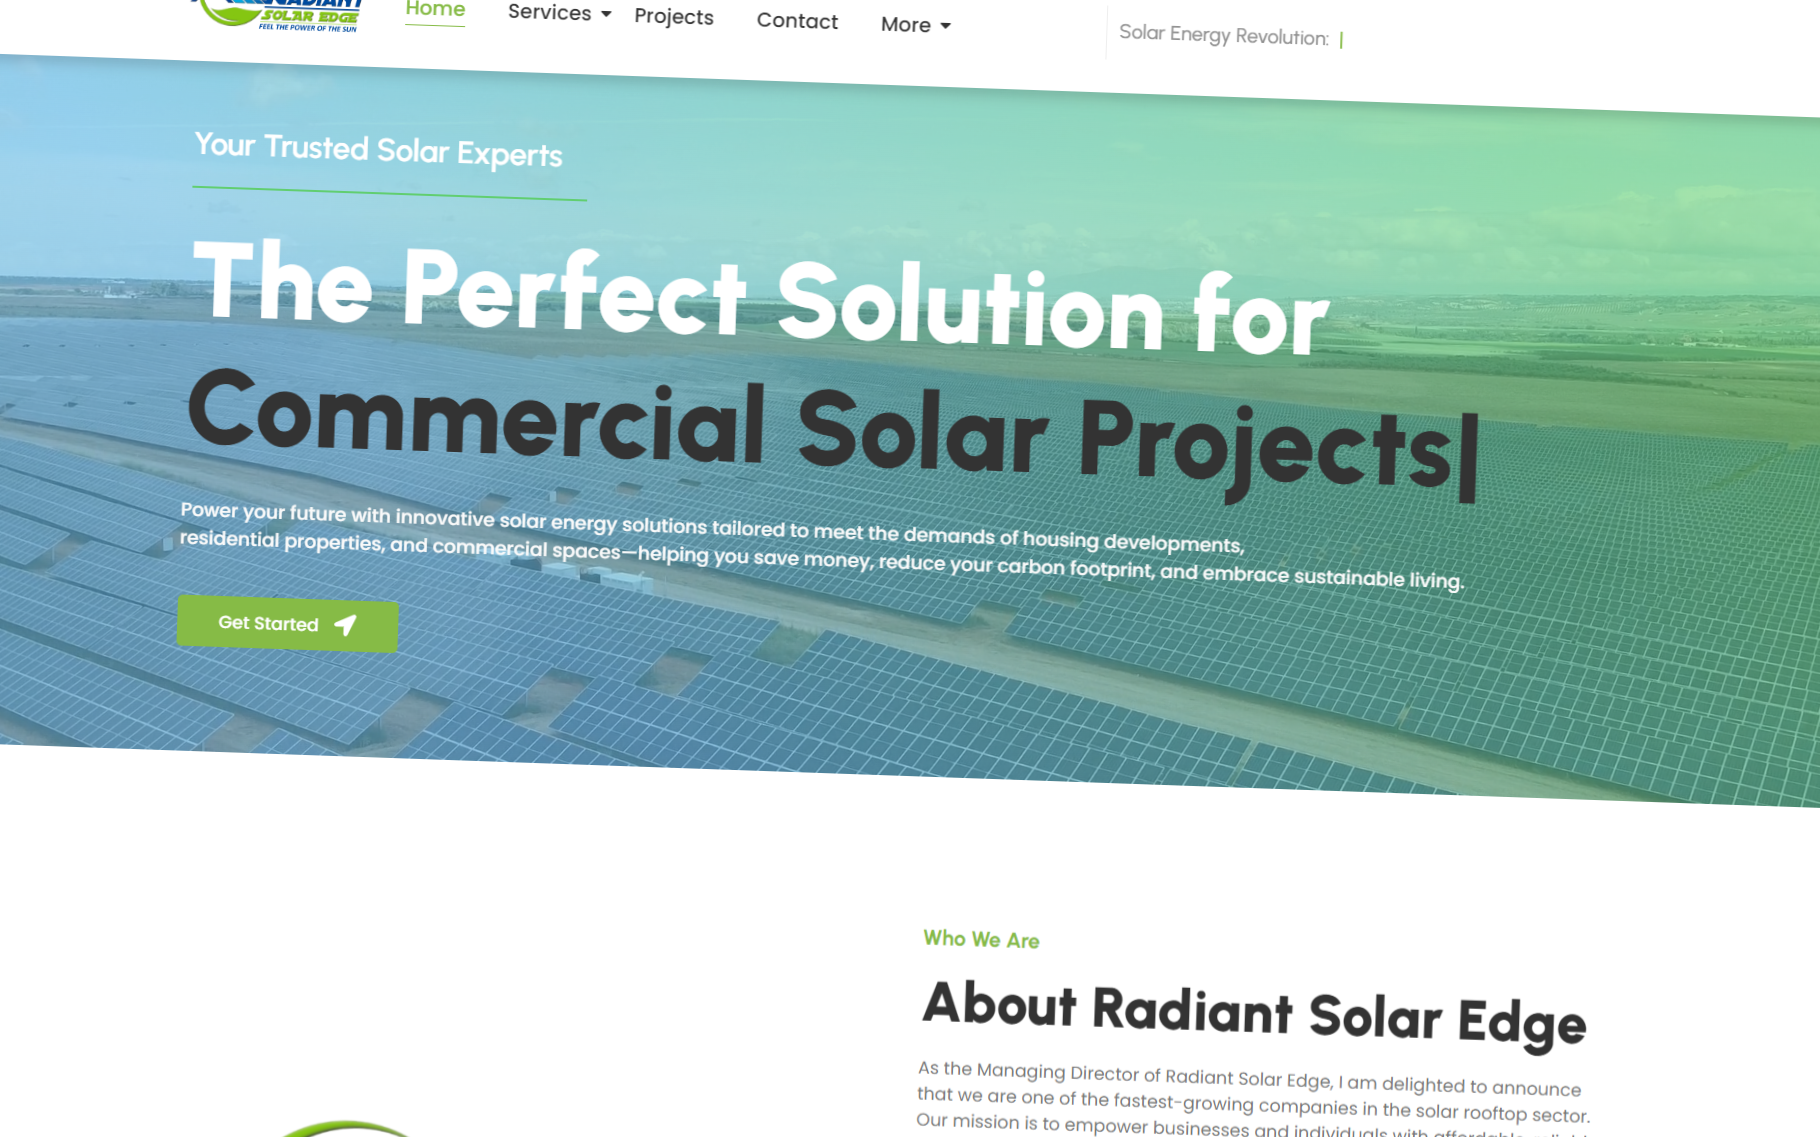 RADIANT
SOLAR EDGE
FEEL THE POWER OF THE SUN
Home
Services
Projects
Contact
More
Solar Energy Revolution:
Your Trusted Solar Experts
The Perfect Solution for
Commercial Solar Projects|
Power your future with innovative solar energy solutions tailored to meet the demands of housing developments,
residential properties, and commercial spaces—helping you save money, reduce your carbon footprint, and embrace sustainable living.
Get Started
Who We Are
About Radiant Solar Edge
As the Managing Director of Radiant Solar Edge, I am delighted to announce
that we are one of the fastest-growing companies in the solar rooftop sector.
Our mission is to empower businesses and individuals with affordable